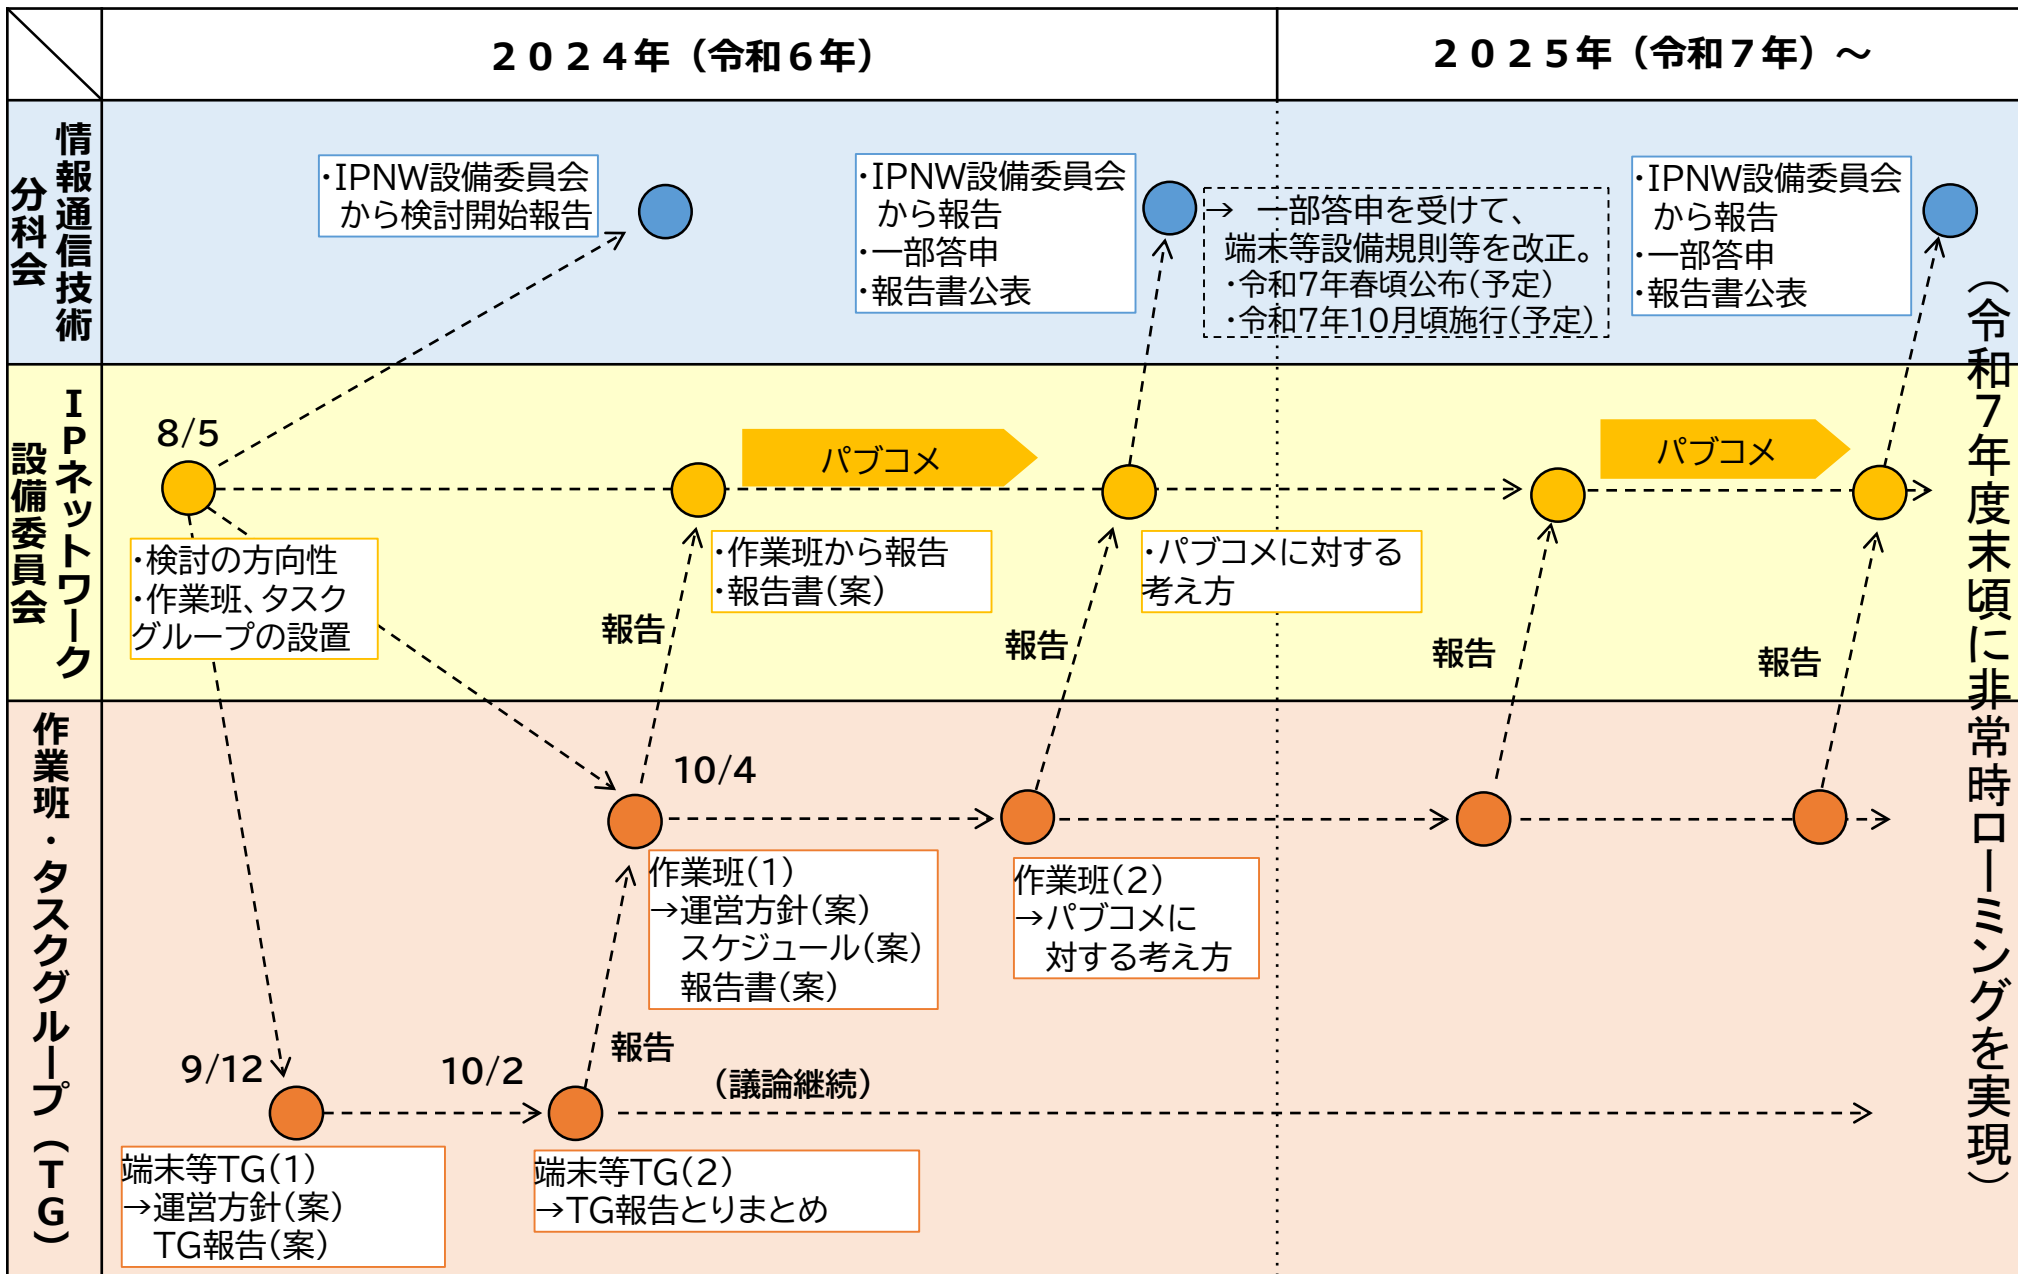 ２０２４年（令和６年）
２０２５年（令和７年）～
情報通信技術
分科会
・IPNW設備委員会
から検討開始報告
・IPNW設備委員会
から報告
・一部答申
・報告書公表
→ 一部答申を受けて、
端末等設備規則等を改正。
・令和7年春頃公布(予定)
・令和7年10月頃施行(予定)
・IPNW設備委員会
から報告
・一部答申
・報告書公表
IPネットワーク
設備委員会
8/5
パブコメ
パブコメ
・検討の方向性
・作業班、タスク
グループの設置
・作業班から報告
・報告書(案)
・パブコメに対する
考え方
報告
報告
報告
報告
作業班・タスクグループ（TG）
10/4
作業班(1)
→運営方針(案)
スケジュール(案)
報告書(案)
作業班(2)
→パブコメに
対する考え方
9/12
10/2
報告
（議論継続）
端末等TG(1)
→運営方針(案)
TG報告(案)
端末等TG(2)
→TG報告とりまとめ
（令和7年度末頃に非常時ローミングを実現）